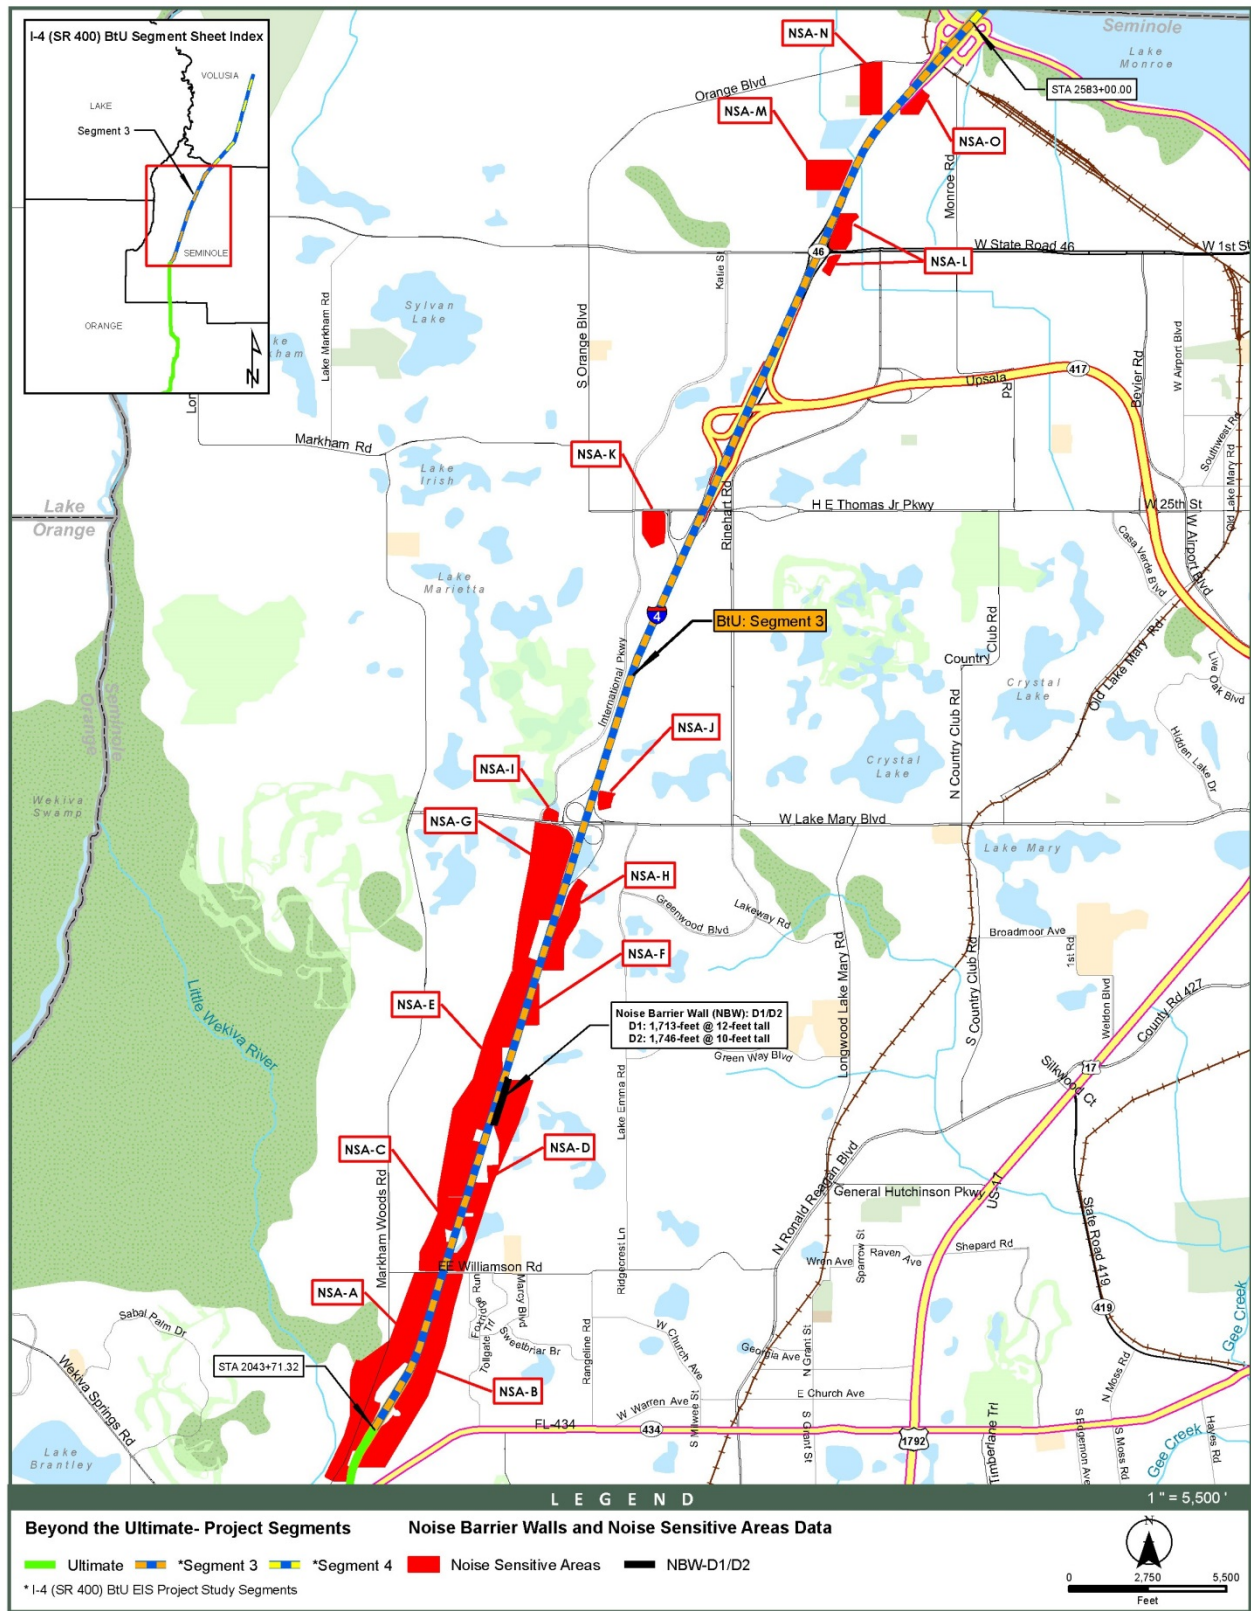 I-4 (SR 400) BtU Segment Sheet Index
VOLUSIA
LAKE
Segment 3
SEMINOLE
ORANGE
N
NSA-N
Seminole
Lake
Monroe
STA 2583+00.00
Orange Blvd
NSA-M
NSA-O
Monroe Rd
W State Road 46
W 1st St
46
NSA-L
Katie St
Sylvan
Lake
Lake Markham Rd
S Orange Blvd
417
Upsala
Rd
Bevier Rd
W Airport Blvd
Southwest Rd
Old Lake Mary Rd
Markham Rd
NSA-K
Lake
Irish
Lake
Orange
Rinehart Rd
H E Thomas Jr Pkwy
W 25th St
W Airport Blvd
Casa Verde Blvd
Lake
Marietta
4
BtU: Segment 3
International Pkwy
Country Club Rd
N Country Club Rd
Crystal
Lake
Old Lake Mary Rd
Live Oak Blvd
Hidden Lake Dr
Seminole
Orange
NSA-J
Crystal
Lake
NSA-I
Wekiva
Swamp
NSA-G
W Lake Mary Blvd
Lake Mary
NSA-H
Greenwood Blvd
Lakeway Rd
Longwood Lake Mary Rd
S Country Club Rd
Broadmoor Ave
1st Rd
Weldon Blvd
County Rd 427
NSA-F
NSA-E
Little Wekiva River
Noise Barrier Wall (NBW): D1/D2
D1: 1,713-feet @ 12-feet tall
D2: 1,746-feet @ 10-feet tall
Green Way Blvd
Lake Emma Rd
17
Silkwood Ct
NSA-C
NSA-D
Markham Woods Rd
N Ronald Reagan Blvd
General Hutchinson Pkwy
US-17
State Road 419
Ridgecrest Ln
Wren Ave
Sparrow St
Raven Ave
Shepard Rd
EE Williamson Rd
NSA-A
Foxridge Run
Tollgate Trl
Marcy Blvd
Sweetbriar Br
Rangeline Rd
W Church Ave
Georgia Ave
N Grant St
419
Gee Creek
Sabal Palm Dr
STA 2043+71.32
Wekiva Springs Rd
NSA-B
W Warren Ave
E Church Ave
S Milwee St
S Grant St
N Moss Rd
FL-434
434
1792
Timberlane Trl
S Edgemon Ave
S Moss Rd
Hayes Rd
Gee Creek
Lake
Brantley
LEGEND
1 " = 5,500 '
Beyond the Ultimate- Project Segments
Noise Barrier Walls and Noise Sensitive Areas Data
Ultimate
*Segment 3
*Segment 4
Noise Sensitive Areas
NBW-D1/D2
* I-4 (SR 400) BtU EIS Project Study Segments
N
0 2,750 5,500
Feet